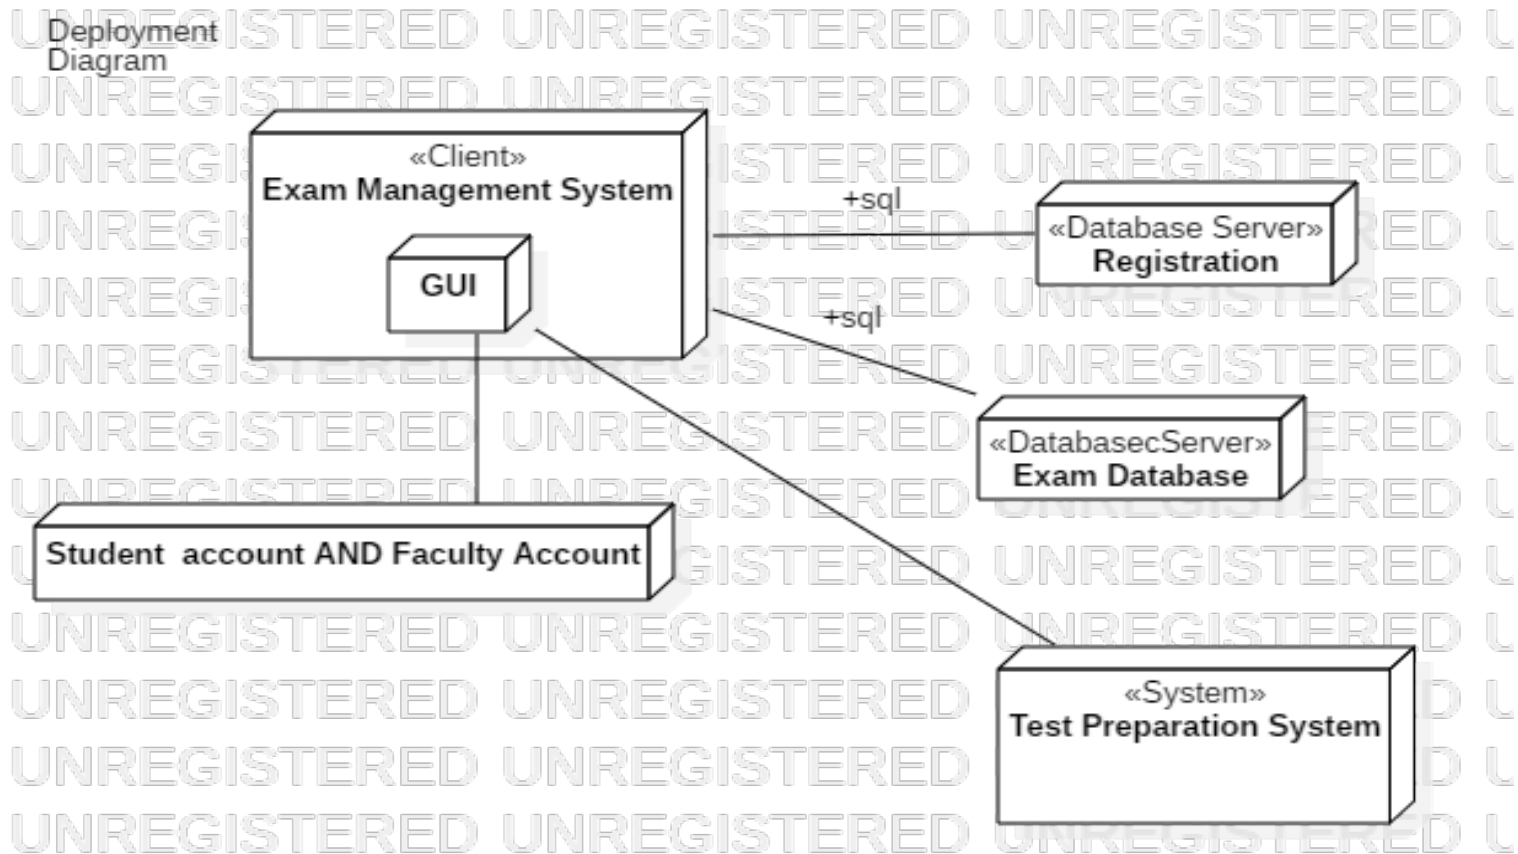 Deployment
Diagram
«Client»
Exam Management System
GUI
+sql
«Database Server»
Registration
+sql
«DatabasecServer»
Exam Database
Student  account AND Faculty Account
«System»
Test Preparation System
UNREGISTERED UNREGISTERED UNREGISTERED